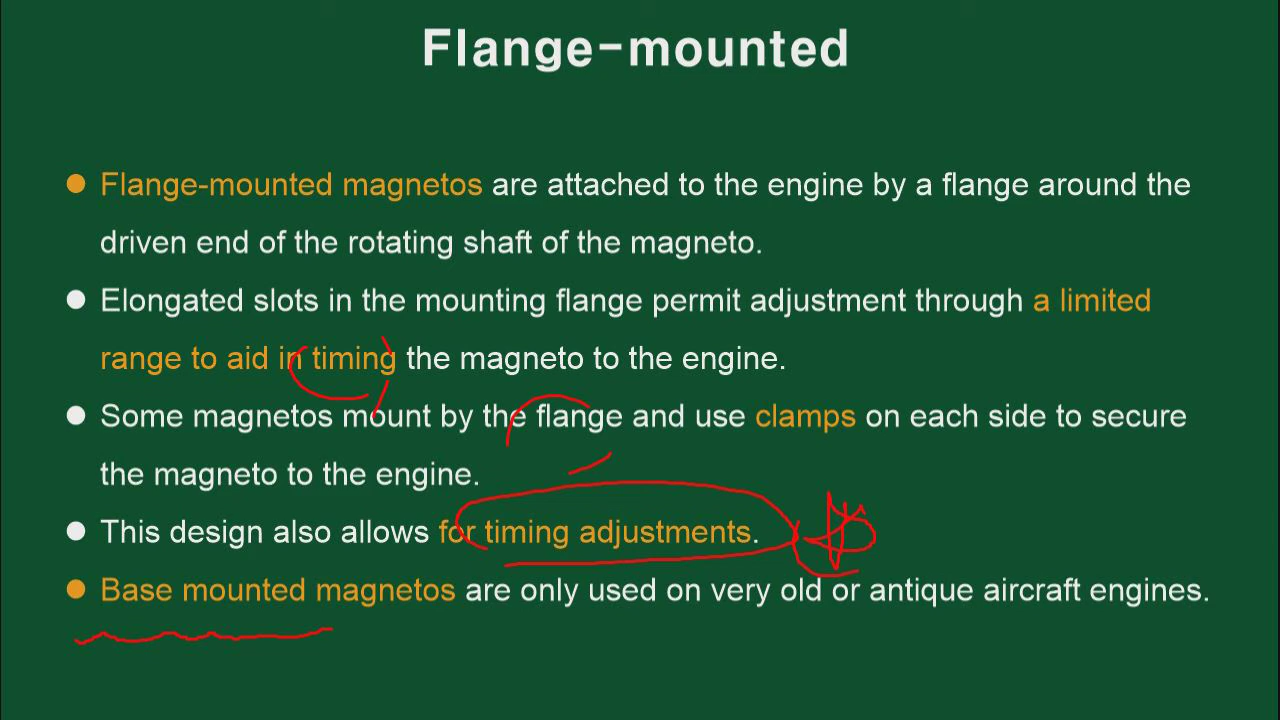 Flange-mounted
Flange-mounted magnetos are attached to the engine by a flange around the
driven end of the rotating shaft of the magneto.
Elongated slots in the mounting flange permit adjustment through a limited
range to aid in timing the magneto to the engine.
Some magnetos mount by the flange and use clamps on each side to secure
the magneto to the engine.
This design also allows for timing adjustments.
Base mounted magnetos are only used on very old or antique aircraft engines.